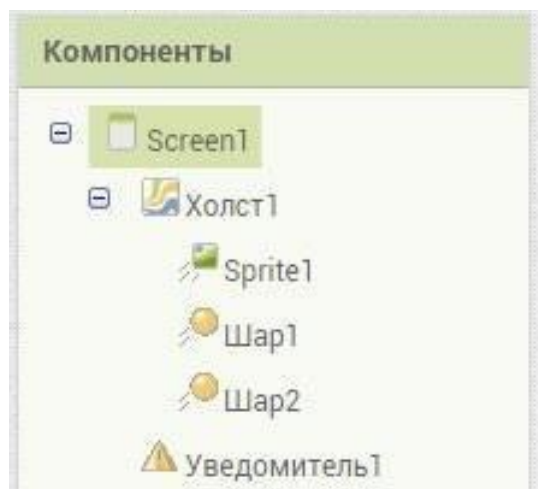 Компоненты
Screen1
Холст1
Sprite1
Шар1
Шар2
Уведомитель1